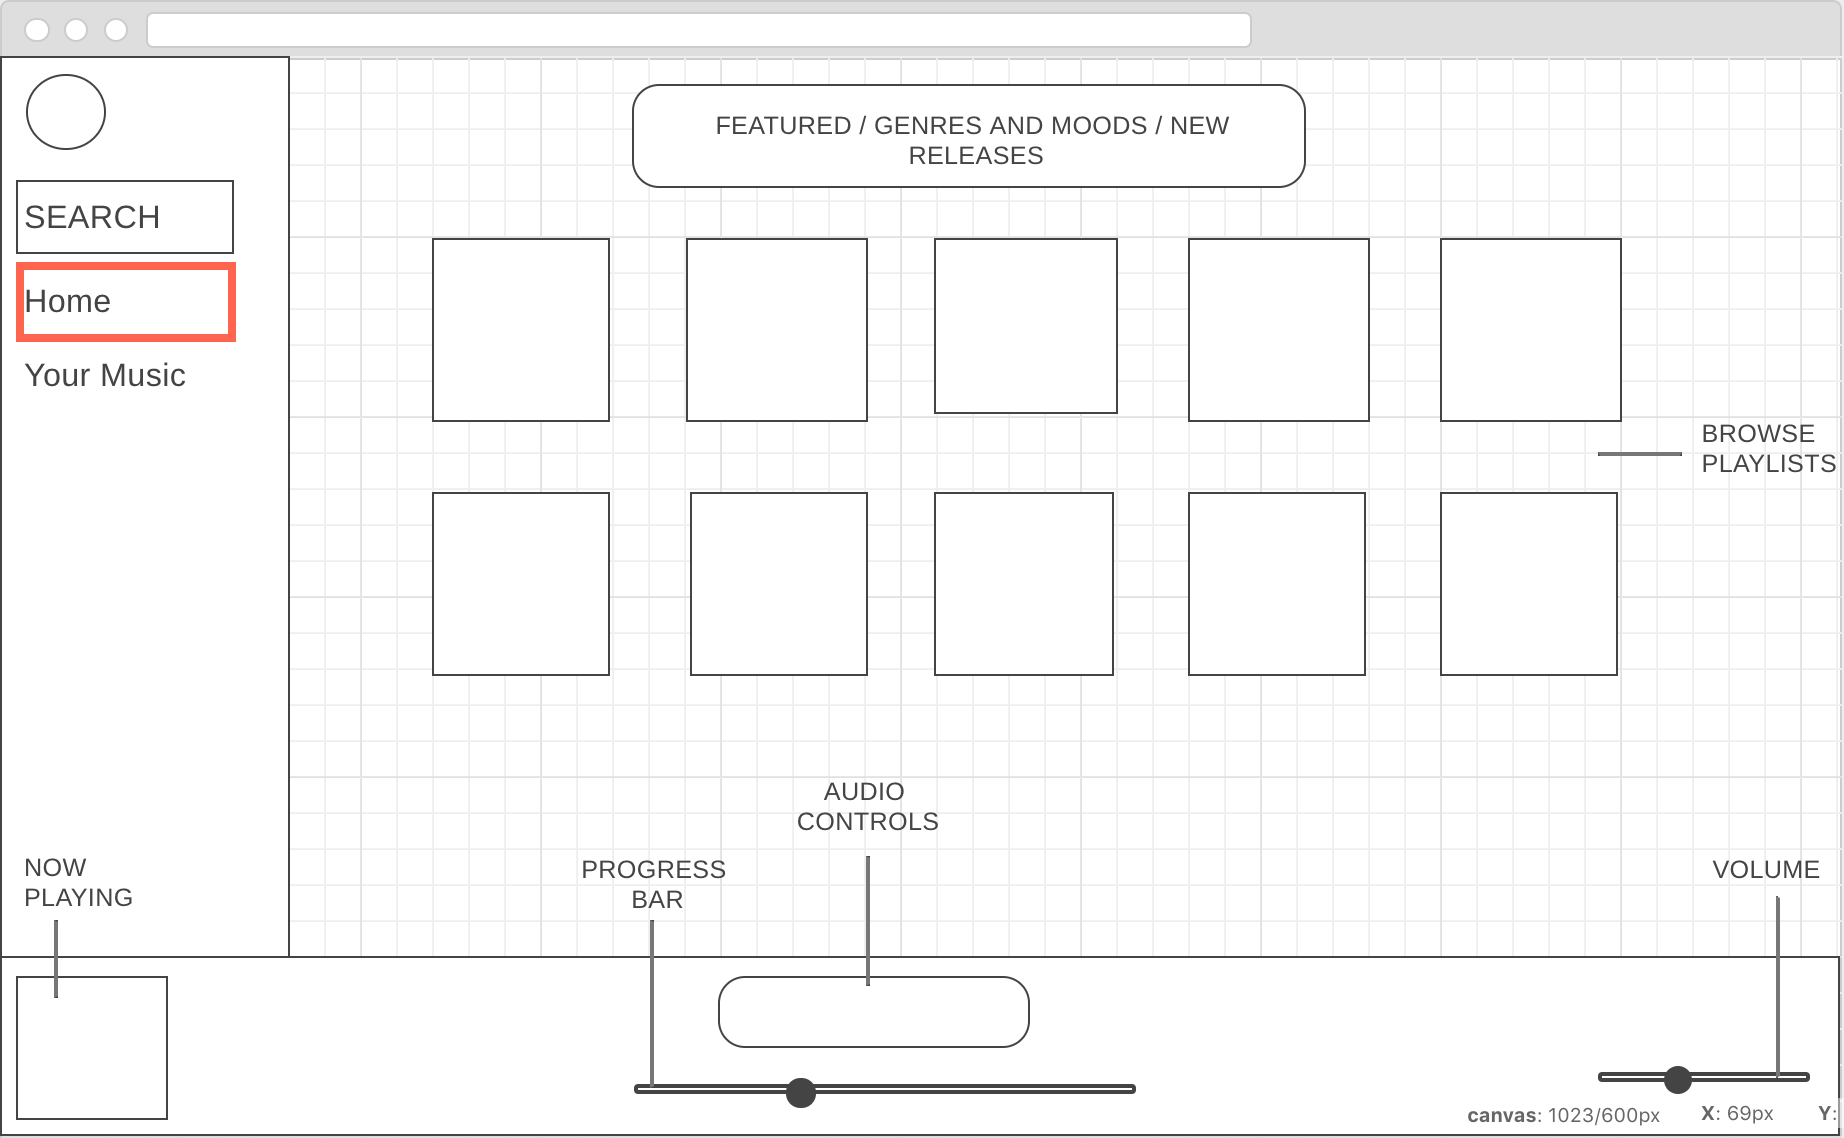 FEATURED / GENRES AND MOODS / NEW
RELEASES
SEARCH
Home
Your Music
BROWSE
PLAYLISTS
AUDIO
CONTROLS
NOW
PLAYING
PROGRESS
BAR
VOLUME
canvas: 1023/600px X: 69px Y: